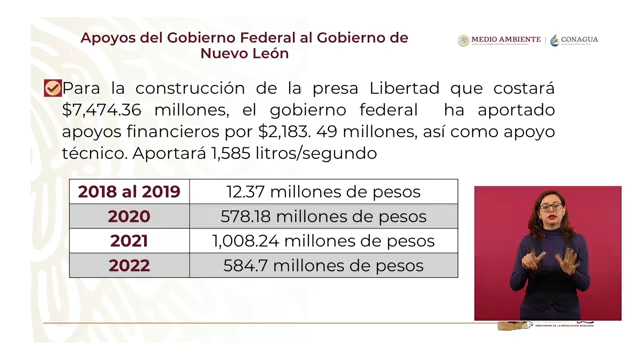 Apoyos del Gobierno Federal al Gobierno de
Nuevo León
MEDIO AMBIENTE
CONAGUA
Para la construcción de la presa Libertad que costará
$7,474.36 millones, el gobierno federal ha aportado
apoyos financieros por $2,183. 49 millones, así como apoyo
técnico. Aportará 1,585 litros/segundo
2018 al 2019 12.37 millones de pesos
2020 578.18 millones de pesos
2021 1,008.24 millones de pesos
2022 584.7 millones de pesos